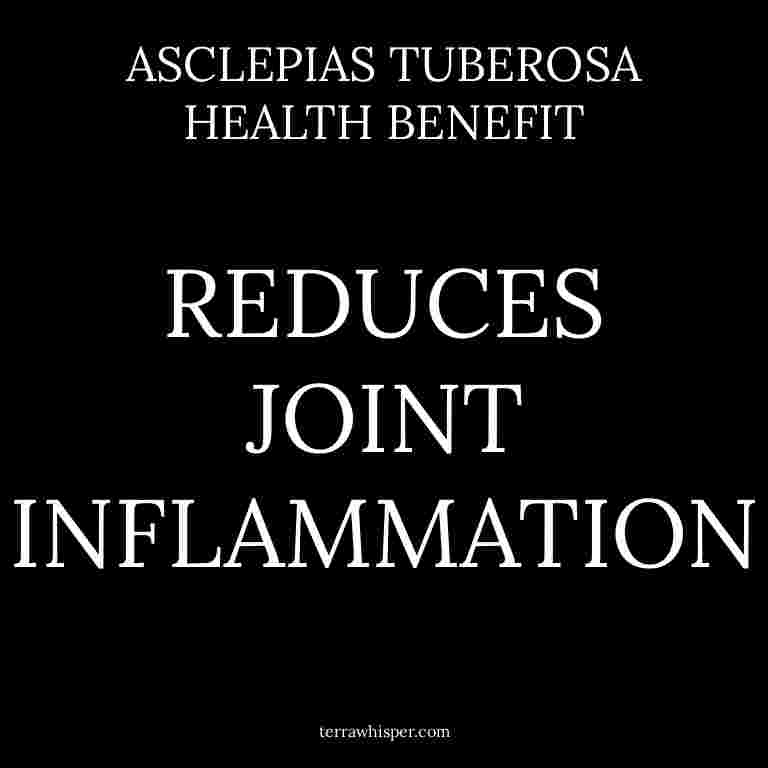 ASCLEPIAS TUBEROSA
HEALTH BENEFIT
REDUCES
JOINT
INFLAMMATION
terrawhisper.com